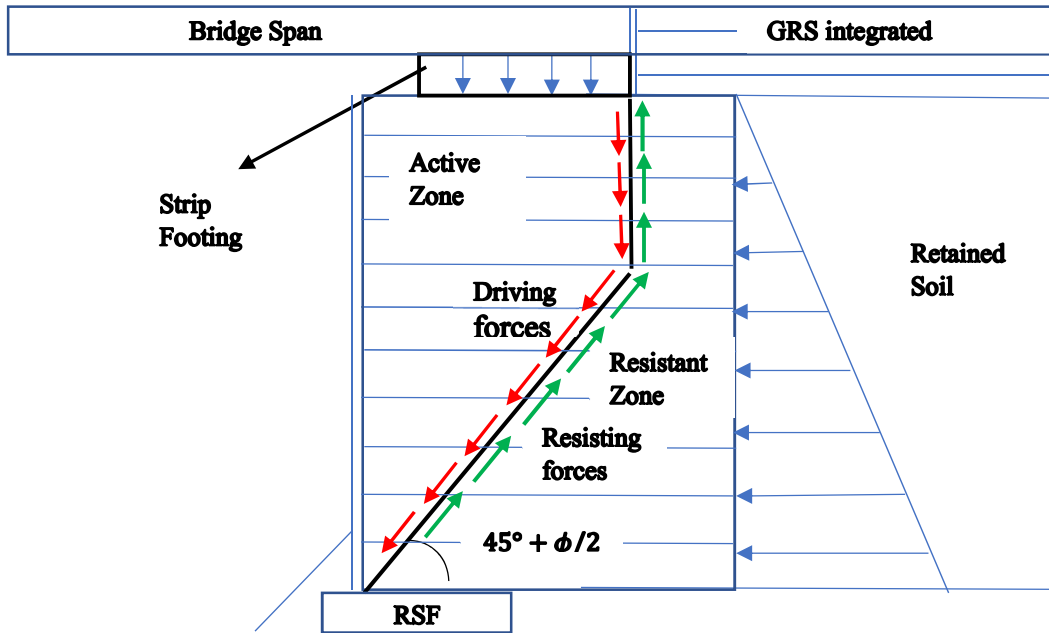 Bridge Span
GRS integrated
Active
Zone
Strip
Footing
Retained
Soil
Driving
forces
Resistant
Zone
Resisting
forces
45° + ϕ/2
RSF